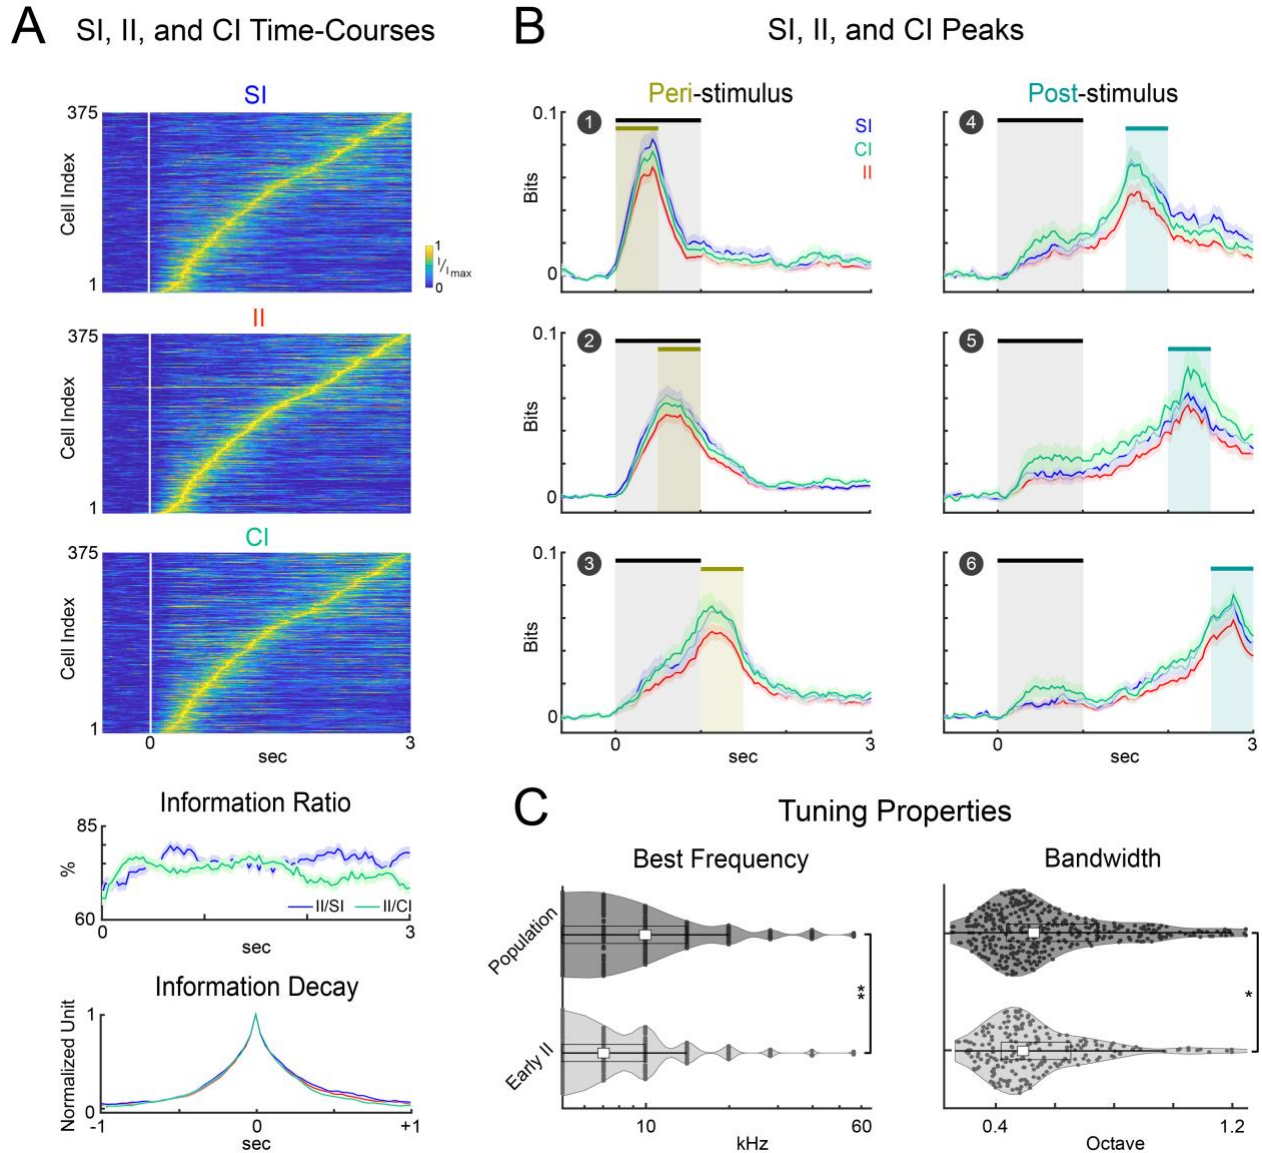 A SI, II, and CI Time-Courses
SI
375
Cell Index
1
1
I/Imax
0
II
375
Cell Index
1
CI
375
Cell Index
1
0
3
sec
Information Ratio
85
%
60
II/SI
II/CI
0
3
sec
Information Decay
1
Normalized Unit
0
-1
0
+1
sec
B SI, II, and CI Peaks
Peri-stimulus
Post-stimulus
0.1
1
SI
CI
II
Bits
0
4
0.1
2
Bits
0
5
0.1
3
Bits
0
6
0
3
sec
0
3
sec
C Tuning Properties
Best Frequency
Bandwidth
Population
**
*
Early II
10
60
kHz
0.4
1.2
Octave